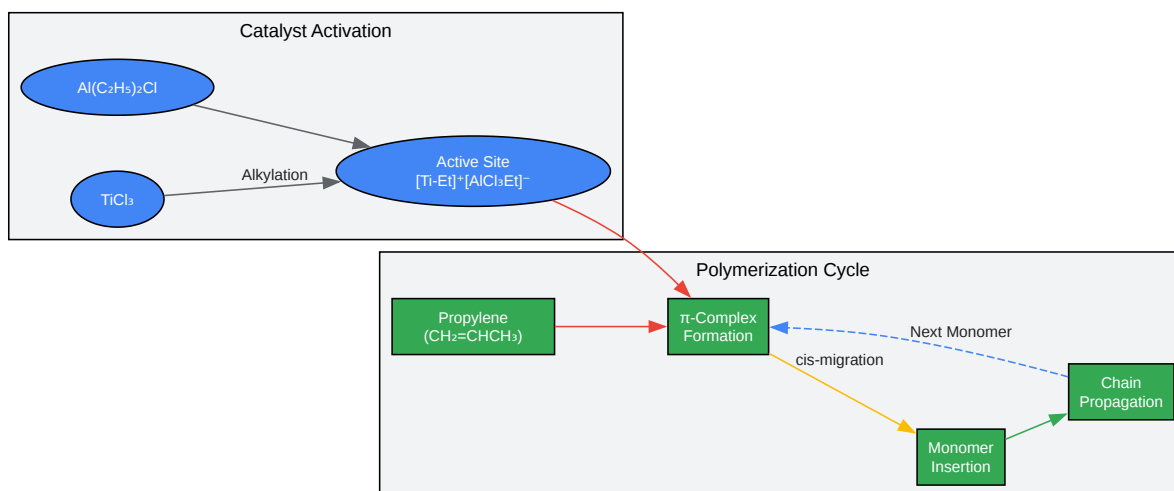 Catalyst Activation
Al(C₂H₅)₂Cl
Active Site
[Ti-Et]⁺[AlCl₃Et]⁻
Alkylation
TiCl₃
Polymerization Cycle
Propylene
(CH₂=CHCH₃)
π-Complex
Formation
Next Monomer
cis-migration
Chain
Propagation
Monomer
Insertion